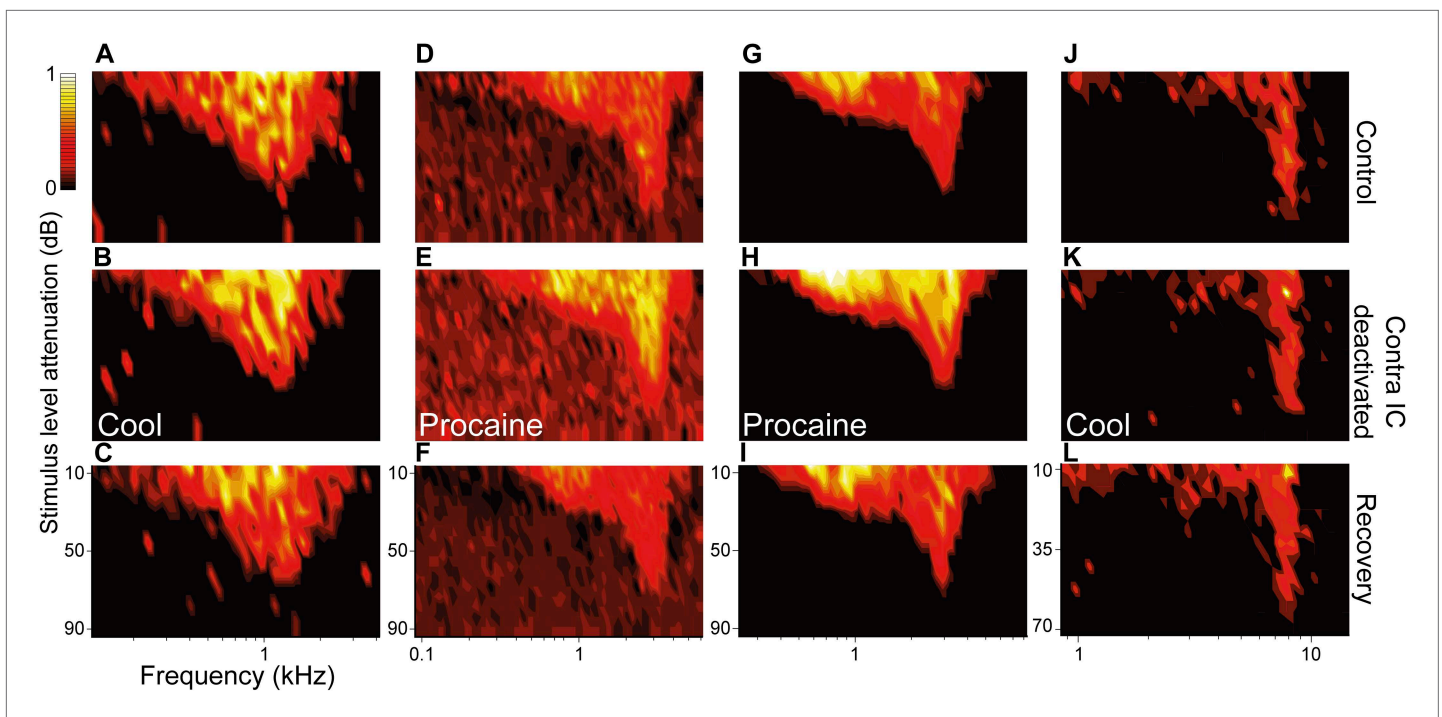 A D G J
1
0
Control
B E H K
Cool Procaine Procaine Cool
Contra IC
deactivated
C F I L
10 10 10 10
50 50 50 35
90 90 90 70
Recovery
1 0.1 1 1 1 10
Stimulus level attenuation (dB)
Frequency (kHz)